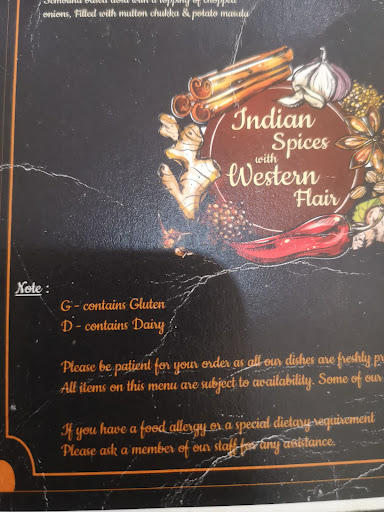 Semolina based dosa with a topping of chopped
onions, Filled with mutton chukka & potato masala
Indian
Spices
with
Western
Flair
Note :
G - contains Gluten
D - contains Dairy
Please be patient for your order as all our dishes are freshly pr
All items on this menu are subject to availability. Some of our
If you have a food allergy or a special dietary requirement
Please ask a member of our staff for any assistance.